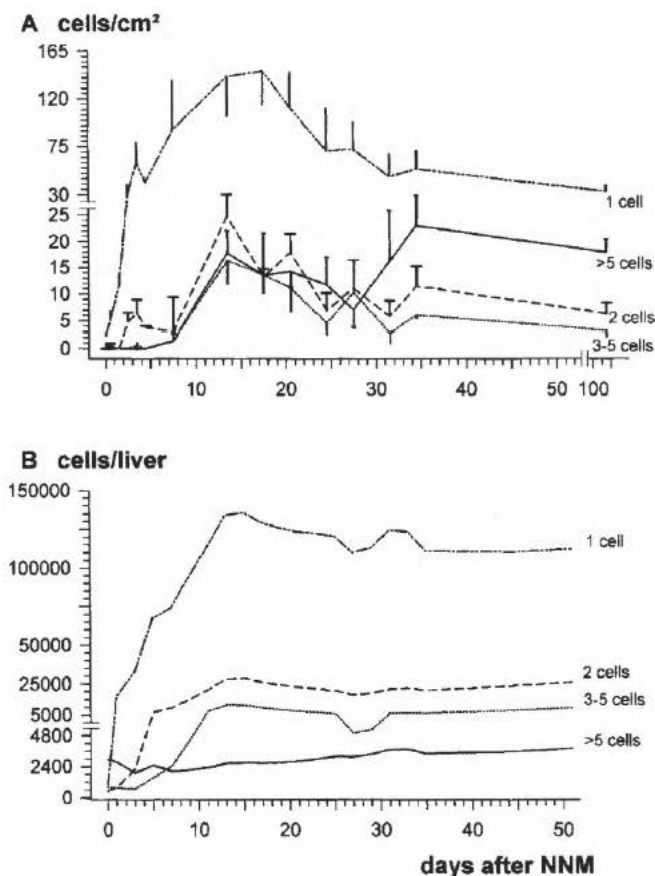 A cells/cm²
165
120
75
30
25
20
15
10
5
0
1 cell
>5 cells
2 cells
3-5 cells
0 10 20 30 40 50 100
B cells/liver
150000
100000
50000
25000
5000
4800
2400
0
1 cell
2 cells
3-5 cells
>5 cells
0 10 20 30 40 50
days after NNM